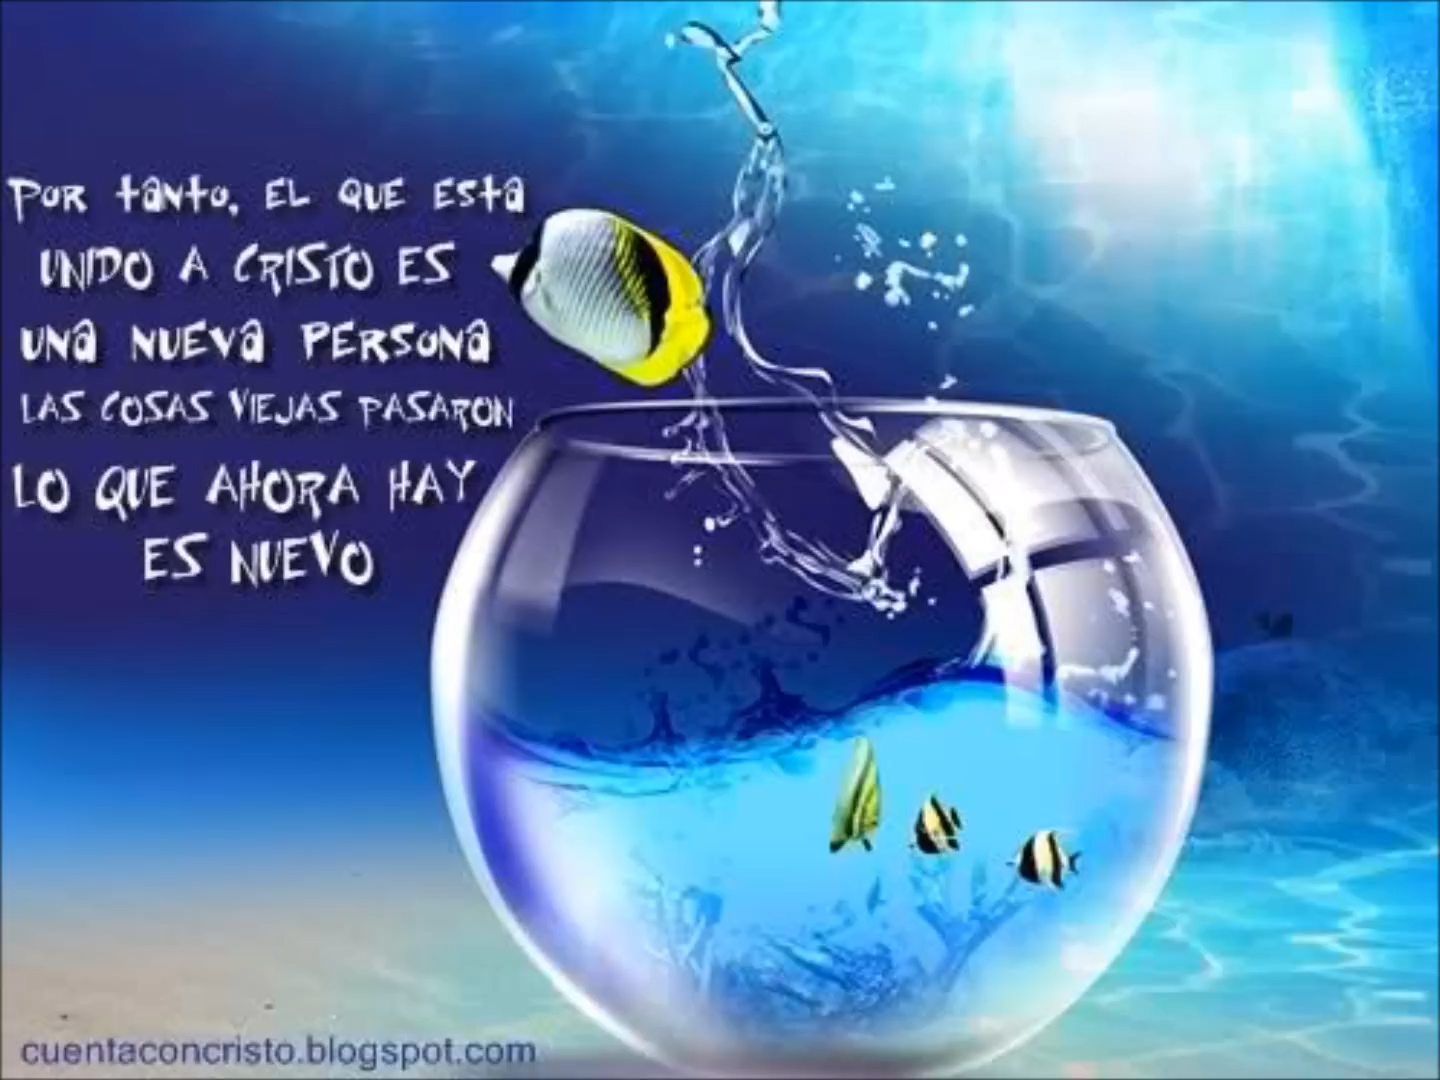 Por tanto, EL QUE Esta
UNIDO A CRISTO ES
UNA NUEVA PERSONA
LAS COSAS VIEJAS PASARON
LO QUE AHORA HAY
ES NUEVO
cuentaconcristo.blogspot.com